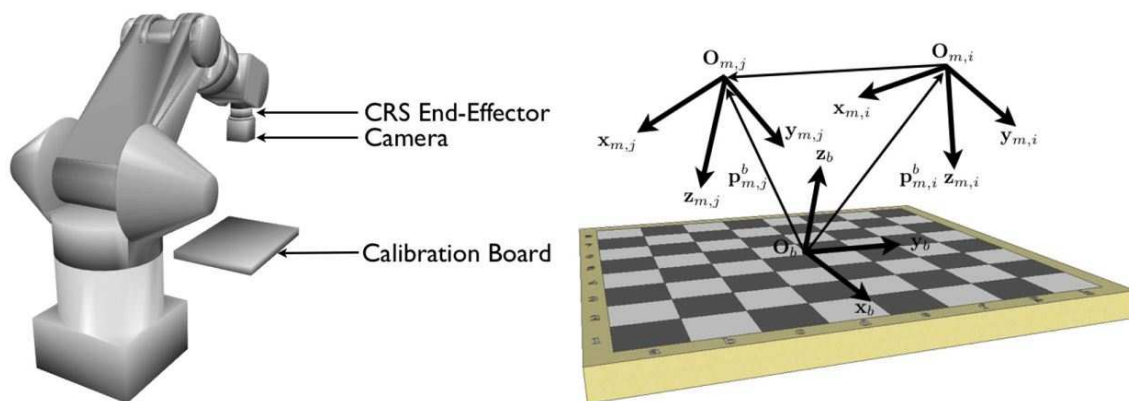 CRS End-Effector
Camera
Calibration Board
O_{m,j}
O_{m,i}
x_{m,j}
y_{m,j}
z_{m,j}
x_{m,i}
y_{m,i}
z_{m,i}
p^b_{m,j}
p^b_{m,i}
z_b
O_b
y_b
x_b